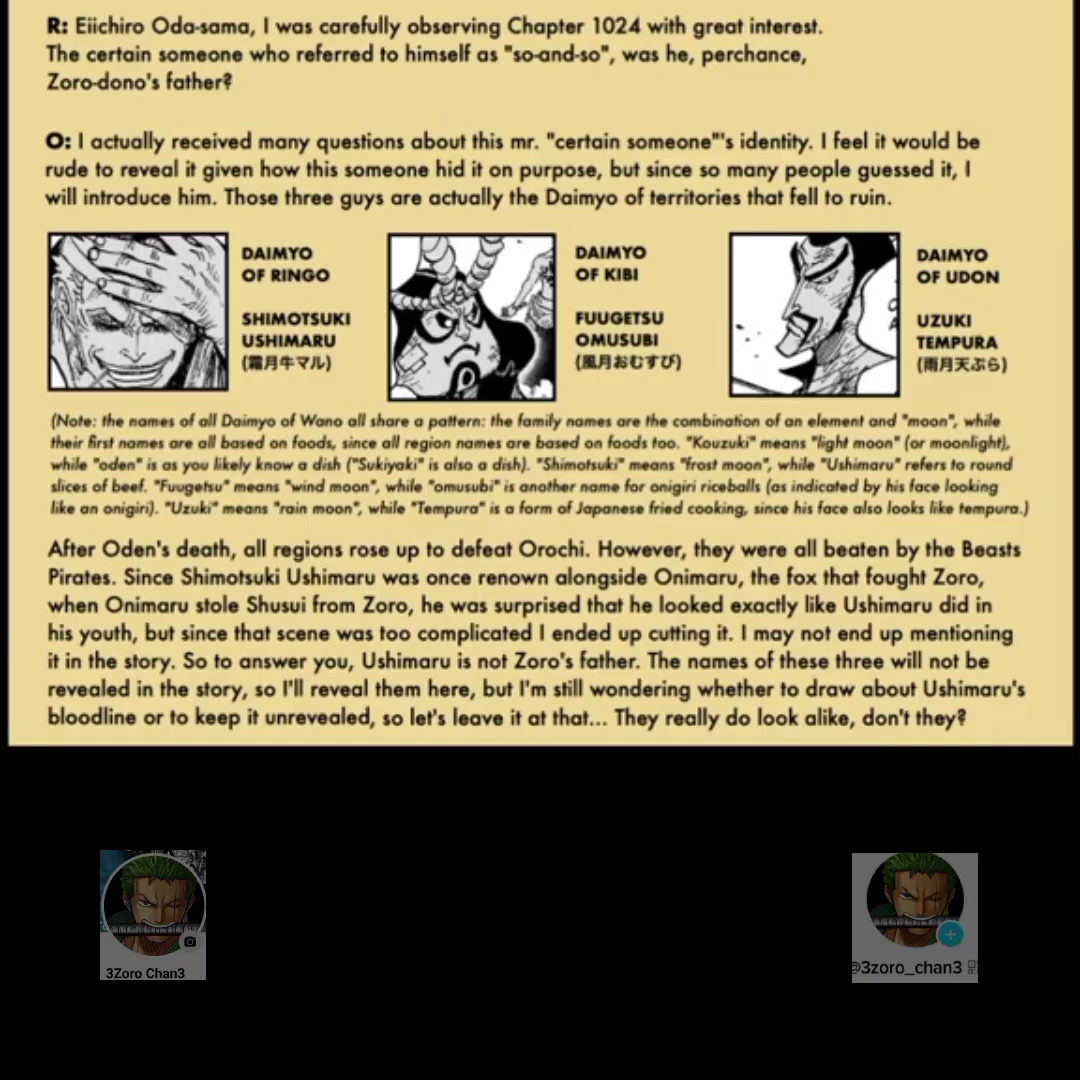 R: Eiichiro Oda-sama, I was carefully observing Chapter 1024 with great interest.
The certain someone who referred to himself as "so-and-so", was he, perchance,
Zoro-dono's father?
O: I actually received many questions about this mr. "certain someone"'s identity. I feel it would be
rude to reveal it given how this someone hid it on purpose, but since so many people guessed it, I
will introduce him. Those three guys are actually the Daimyo of territories that fell to ruin.
DAIMYO
OF RINGO
SHIMOTSUKI
USHIMARU
(霜月牛マル)
DAIMYO
OF KIBI
FUUGETSU
OMUSUBI
(風月おむすび)
DAIMYO
OF UDON
UZUKI
TEMPURA
(雨月天ぷら)
(Note: the names of all Daimyo of Wano all share a pattern: the family names are the combination of an element and "moon", while
their first names are all based on foods, since all region names are based on foods too. "Kouzuki" means "light moon" (or moonlight),
while "oden" is as you likely know a dish ("Sukiyaki" is also a dish). "Shimotsuki" means "frost moon", while "Ushimaru" refers to round
slices of beef. "Fuugetsu" means "wind moon", while "omusubi" is another name for onigiri riceballs (as indicated by his face looking
like an onigiri). "Uzuki" means "rain moon", while "Tempura" is a form of Japanese fried cooking, since his face also looks like tempura.)
After Oden's death, all regions rose up to defeat Orochi. However, they were all beaten by the Beasts
Pirates. Since Shimotsuki Ushimaru was once renown alongside Onimaru, the fox that fought Zoro,
when Onimaru stole Shusui from Zoro, he was surprised that he looked exactly like Ushimaru did in
his youth, but since that scene was too complicated I ended up cutting it. I may not end up mentioning
it in the story. So to answer you, Ushimaru is not Zoro's father. The names of these three will not be
revealed in the story, so I'll reveal them here, but I'm still wondering whether to draw about Ushimaru's
bloodline or to keep it unrevealed, so let's leave it at that... They really do look alike, don't they?
3Zoro Chan3
@3zoro_chan3